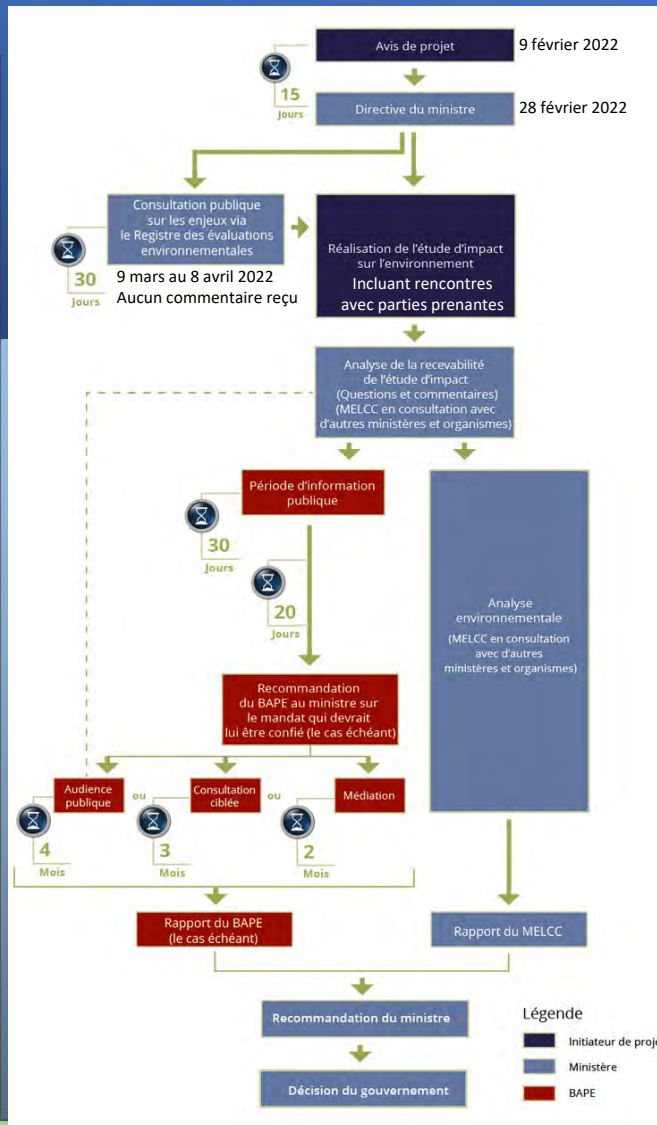 Avis de projet
9 février 2022
15
Jours
Directive du ministre
28 février 2022
Consultation publique
sur les enjeux via
le Registre des évaluations
environnementales
30
Jours
9 mars au 8 avril 2022
Aucun commentaire reçu
Réalisation de l'étude d'impact
sur l'environnement
Incluant rencontres
avec parties prenantes
Analyse de la recevabilité
de l'étude d'impact
(Questions et commentaires)
(MELCC en consultation avec
d'autres ministères et organismes)
Période d'information
publique
30
Jours
20
Jours
Analyse
environnementale
(MELCC en consultation
avec d'autres
ministères et organismes)
Recommandation
du BAPE au ministre sur
le mandat qui devrait
lui être confié (le cas échéant)
Audience
publique
ou
Consultation
ciblée
ou
Médiation
4
Mois
3
Mois
2
Mois
Rapport du BAPE
(le cas échéant)
Rapport du MELCC
Recommandation du ministre
Décision du gouvernement
Légende
Initiateur de proje
Ministère
BAPE